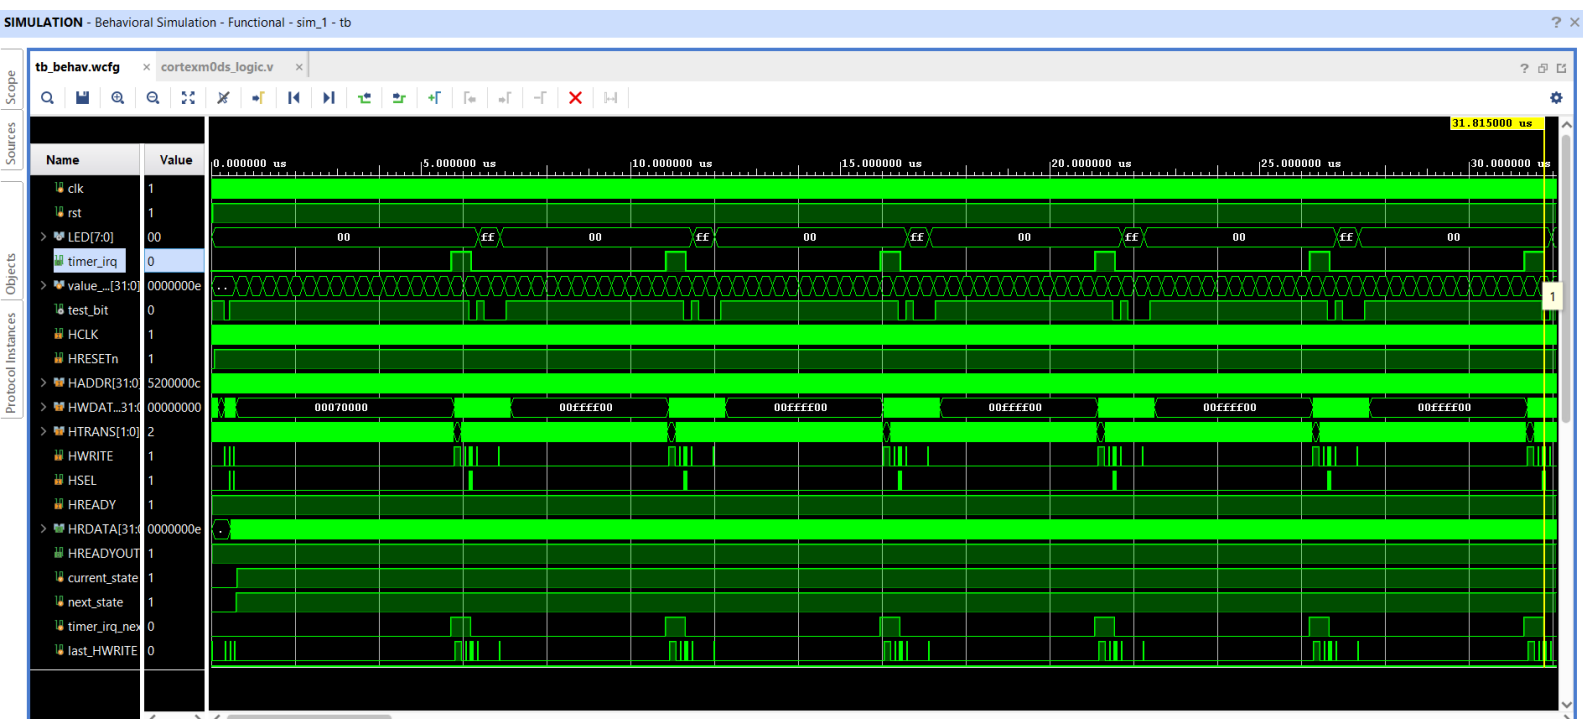 SIMULATION - Behavioral Simulation - Functional - sim_1 - tb
? ×
Scope
Sources
Objects
Protocol Instances
tb_behav.wcfg × cortexm0ds_logic.v ×
?
31.815000 us
Name Value
0.000000 us 5.000000 us 10.000000 us 15.000000 us 20.000000 us 25.000000 us 30.000000 us
clk 1
rst 1
> LED[7:0] 00 00 ff 00 ff 00 ff 00 ff 00 ff 00
timer_irq 0
> value_...[31:0] 0000000e ..
1
test_bit 0
HCLK 1
HRESETn 1
> HADDR[31:0] 5200000c
> HWDAT...31:0 00000000 00070000 00ffff00 00ffff00 00ffff00 00ffff00 00ffff00
> HTRANS[1:0] 2
HWRITE 1
HSEL 1
HREADY 1
> HRDATA[31:0 0000000e .
HREADYOUT 1
current_state 1
next_state 1
timer_irq_nex 0
last_HWRITE 0